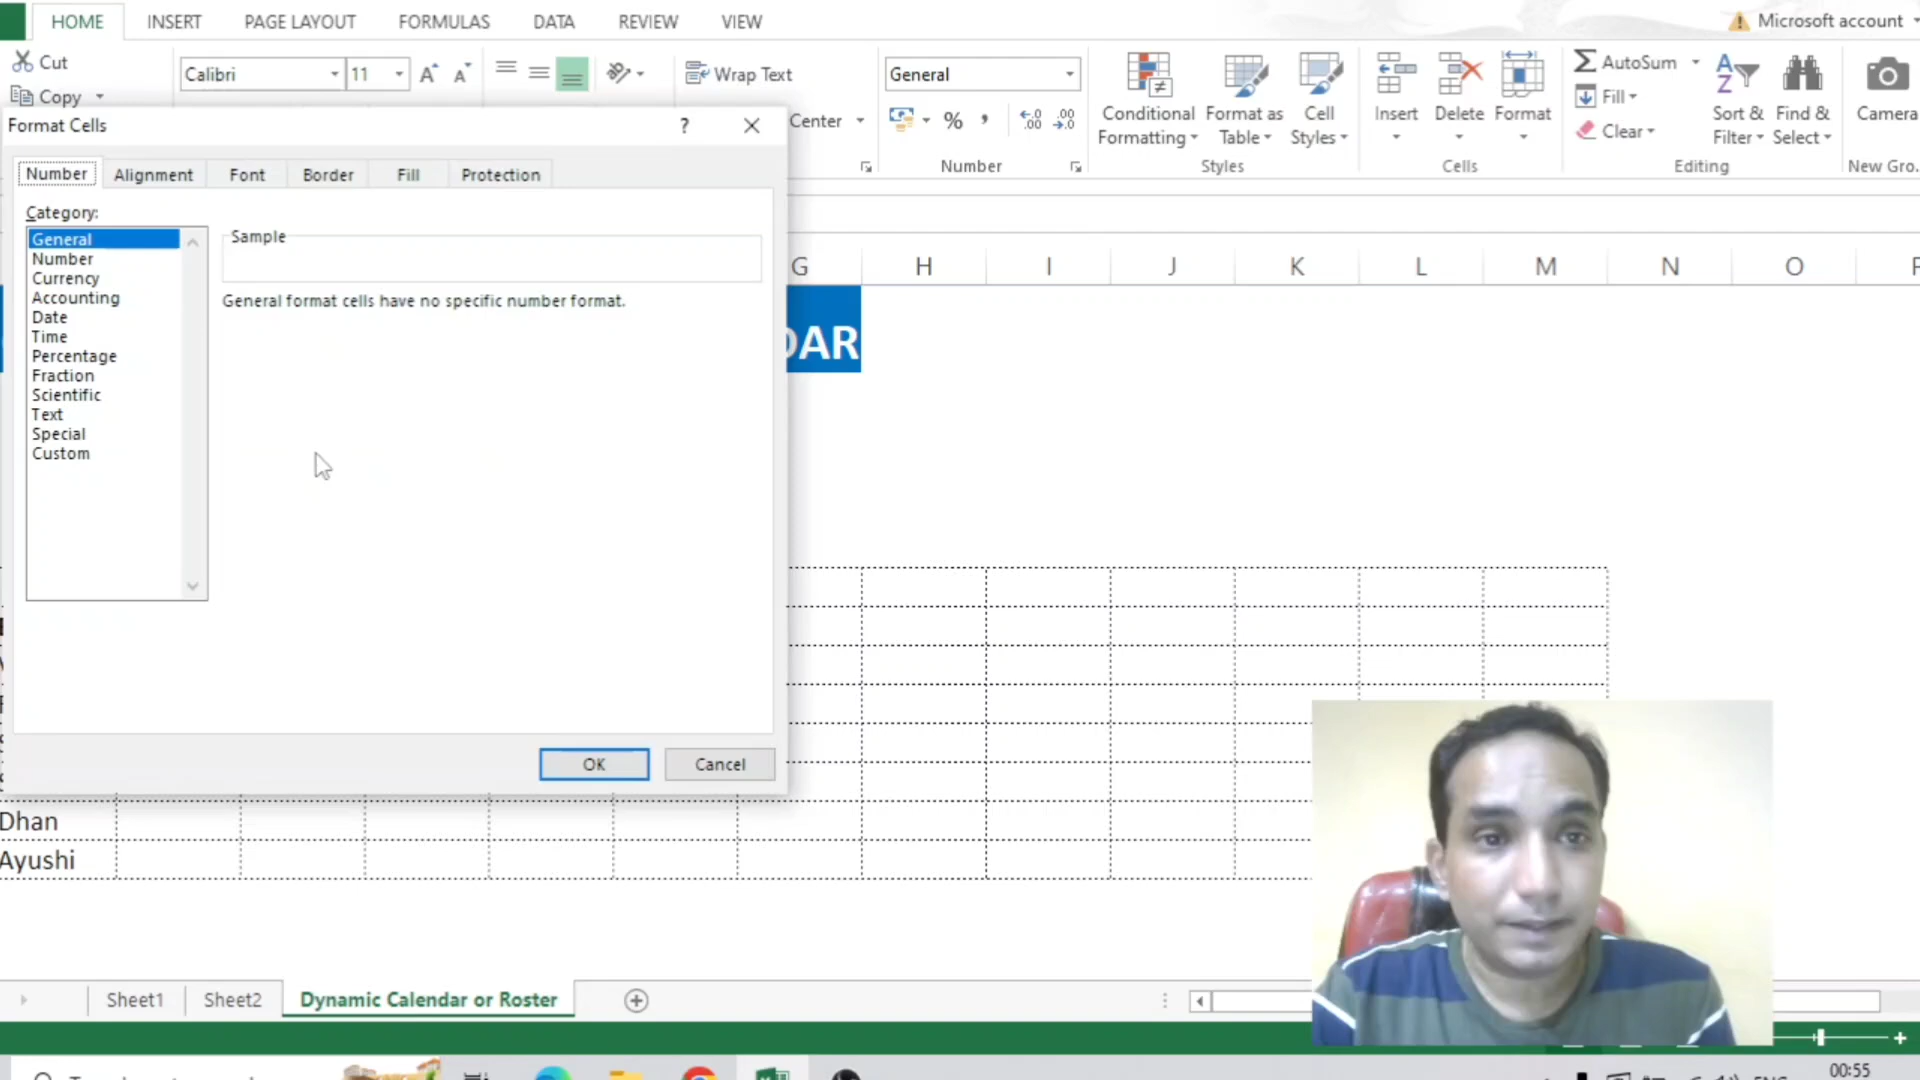 HOME INSERT PAGE LAYOUT FORMULAS DATA REVIEW VIEW Microsoft account
Cut
Calibri 11 Wrap Text General
Copy
AutoSum
Fill
Clear
Center % ,
Conditional Formatting
Format as Table
Cell Styles
Insert Delete Format
Sort & Filter
Find & Select
Camera
Number Styles Cells Editing New Gro...
Format Cells ? ×
Number Alignment Font Border Fill Protection
Category:
General
Number
Currency
Accounting
Date
Time
Percentage
Fraction
Scientific
Text
Special
Custom
Sample
General format cells have no specific number format.
OK Cancel
G H I J K L M N O
DAR
Dhan
Ayushi
Sheet1 Sheet2 Dynamic Calendar or Roster
00:55